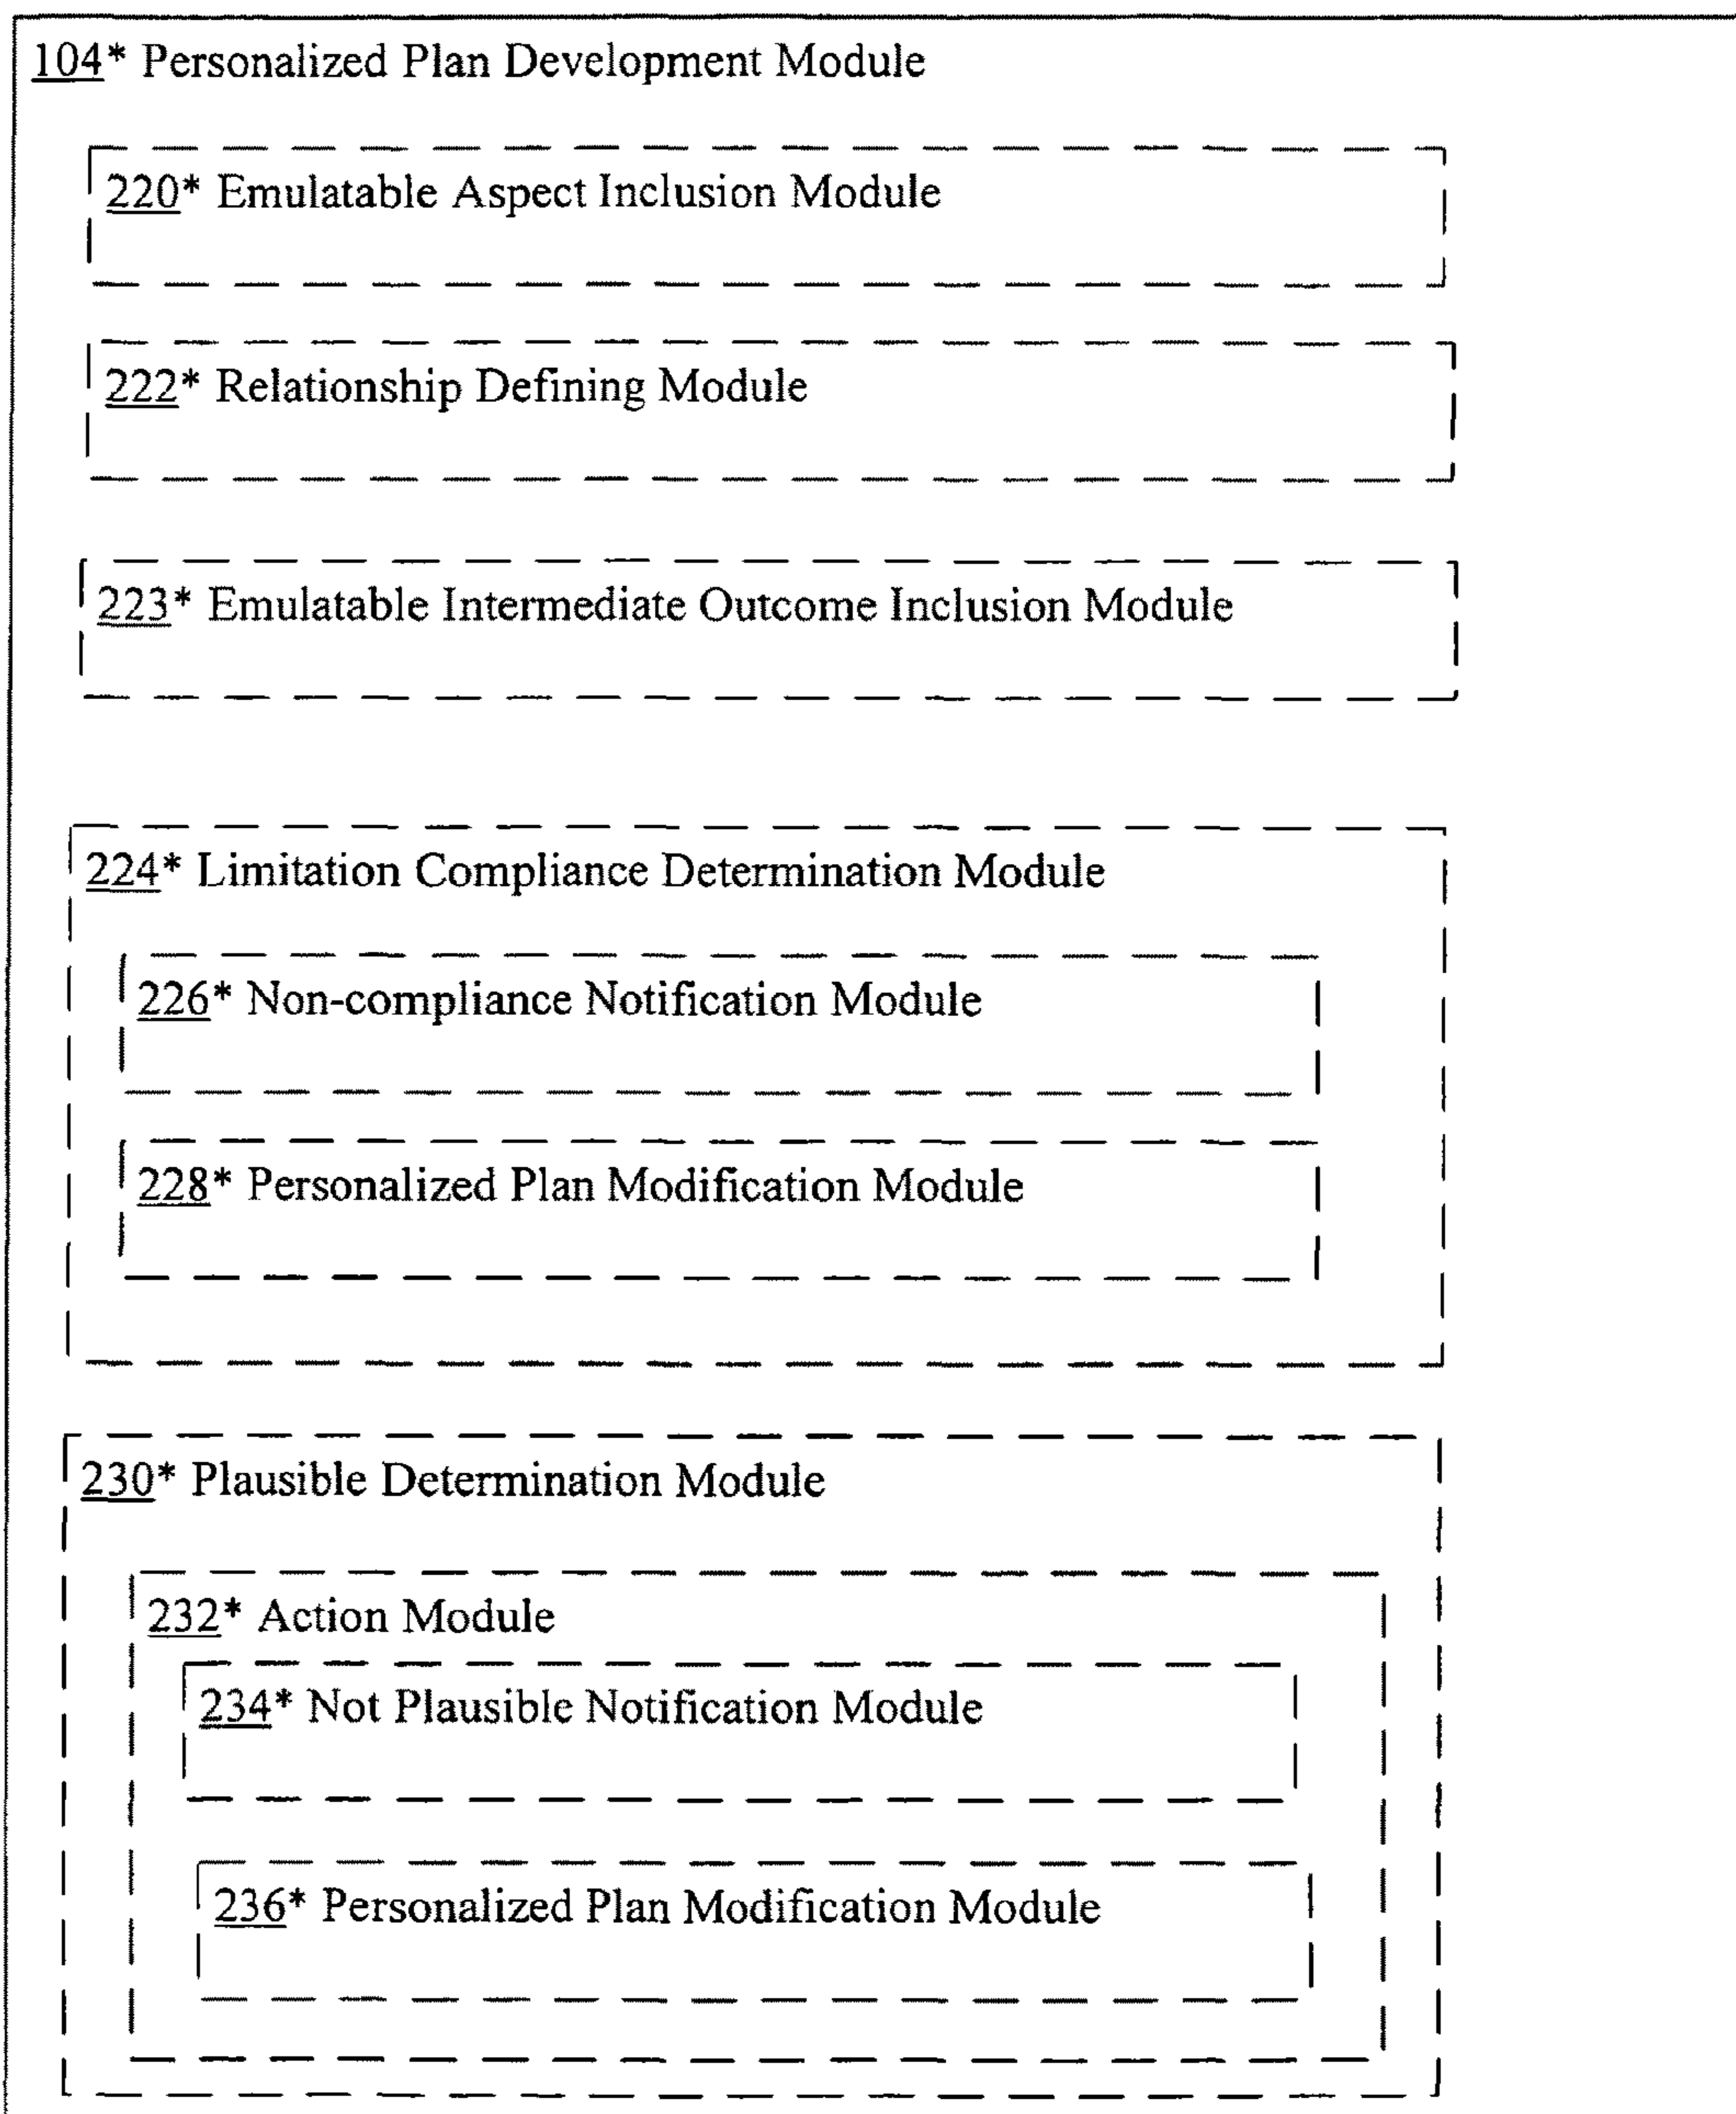 104* Personalized Plan Development Module
220* Emulatable Aspect Inclusion Module
222* Relationship Defining Module
223* Emulatable Intermediate Outcome Inclusion Module
224* Limitation Compliance Determination Module
226* Non-compliance Notification Module
228* Personalized Plan Modification Module
230* Plausible Determination Module
232* Action Module
234* Not Plausible Notification Module
236* Personalized Plan Modification Module